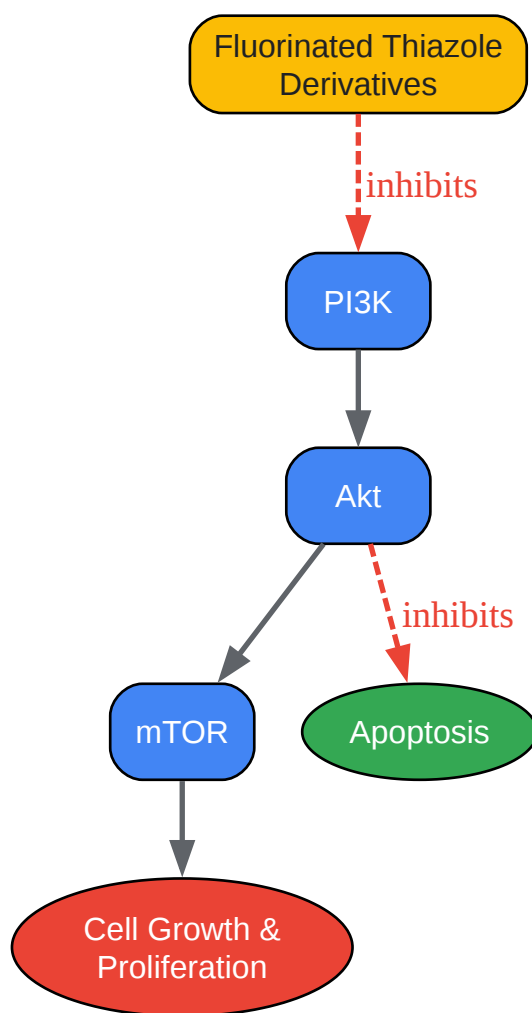 Fluorinated Thiazole
Derivatives
inhibits
PI3K
Akt
inhibits
mTOR
Apoptosis
Cell Growth &
Proliferation